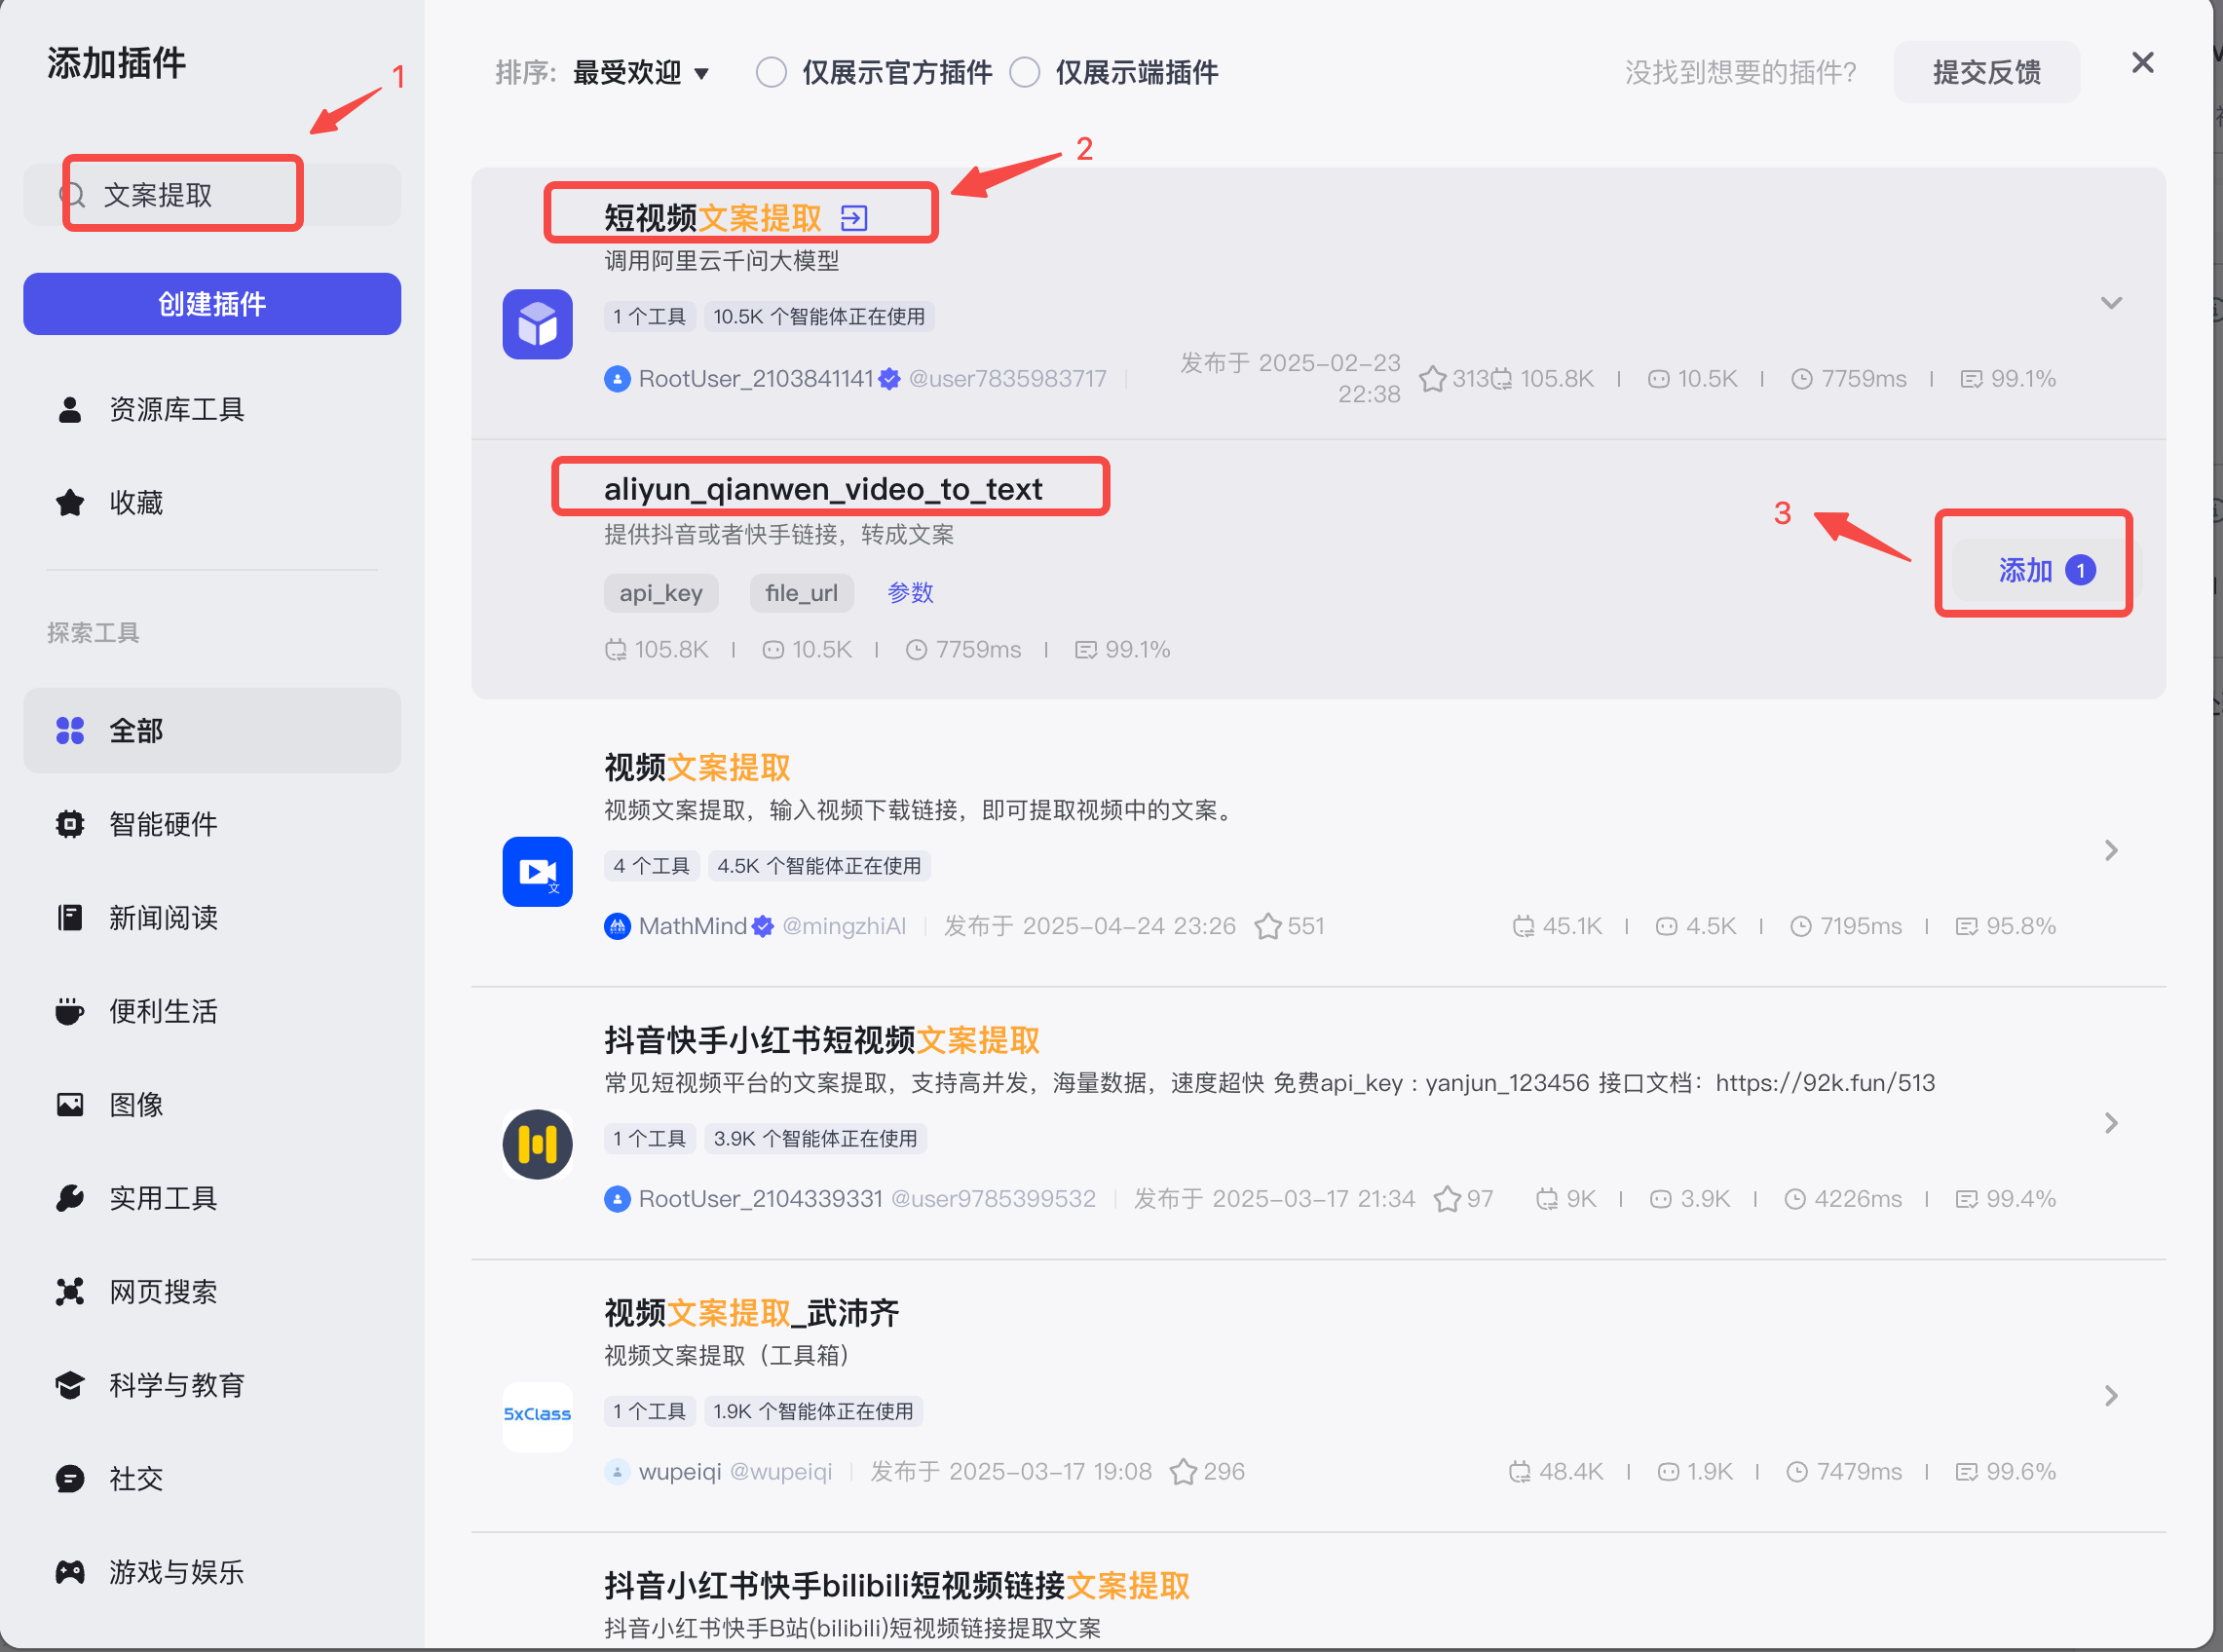 添加插件
1
文案提取
创建插件
资源库工具
收藏
探索工具
全部
智能硬件
新闻阅读
便利生活
图像
实用工具
网页搜索
科学与教育
社交
游戏与娱乐
排序: 最受欢迎 仅展示官方插件 仅展示端插件 没找到想要的插件? 提交反馈
2
短视频文案提取
调用阿里云千问大模型
1 个工具 10.5K 个智能体正在使用
RootUser_2103841141 @user7835983717 发布于 2025-02-23 22:38 313 105.8K 10.5K 7759ms 99.1%
aliyun_qianwen_video_to_text
3
提供抖音或者快手链接，转成文案
添加 1
api_key file_url 参数
105.8K 10.5K 7759ms 99.1%
视频文案提取
视频文案提取，输入视频下载链接，即可提取视频中的文案。
文
4 个工具 4.5K 个智能体正在使用
MathMind @mingzhiAI 发布于 2025-04-24 23:26 551 45.1K 4.5K 7195ms 95.8%
抖音快手小红书短视频文案提取
常见短视频平台的文案提取，支持高并发，海量数据，速度超快 免费api_key : yanjun_123456 接口文档：https://92k.fun/513
1 个工具 3.9K 个智能体正在使用
RootUser_2104339331 @user9785399532 发布于 2025-03-17 21:34 97 9K 3.9K 4226ms 99.4%
视频文案提取_武沛齐
视频文案提取（工具箱）
5xClass
1 个工具 1.9K 个智能体正在使用
wupeiqi @wupeiqi 发布于 2025-03-17 19:08 296 48.4K 1.9K 7479ms 99.6%
抖音小红书快手bilibili短视频链接文案提取
抖音小红书快手B站(bilibili)短视频链接提取文案